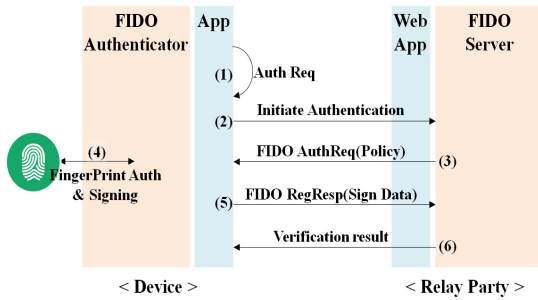 FIDO
Authenticator
App
Web
App
FIDO
Server
(1)
Auth Req
(2)
Initiate Authentication
(4)
FingerPrint Auth
& Signing
FIDO AuthReq(Policy)
(3)
(5)
FIDO RegResp(Sign Data)
Verification result
(6)
< Device >
< Relay Party >